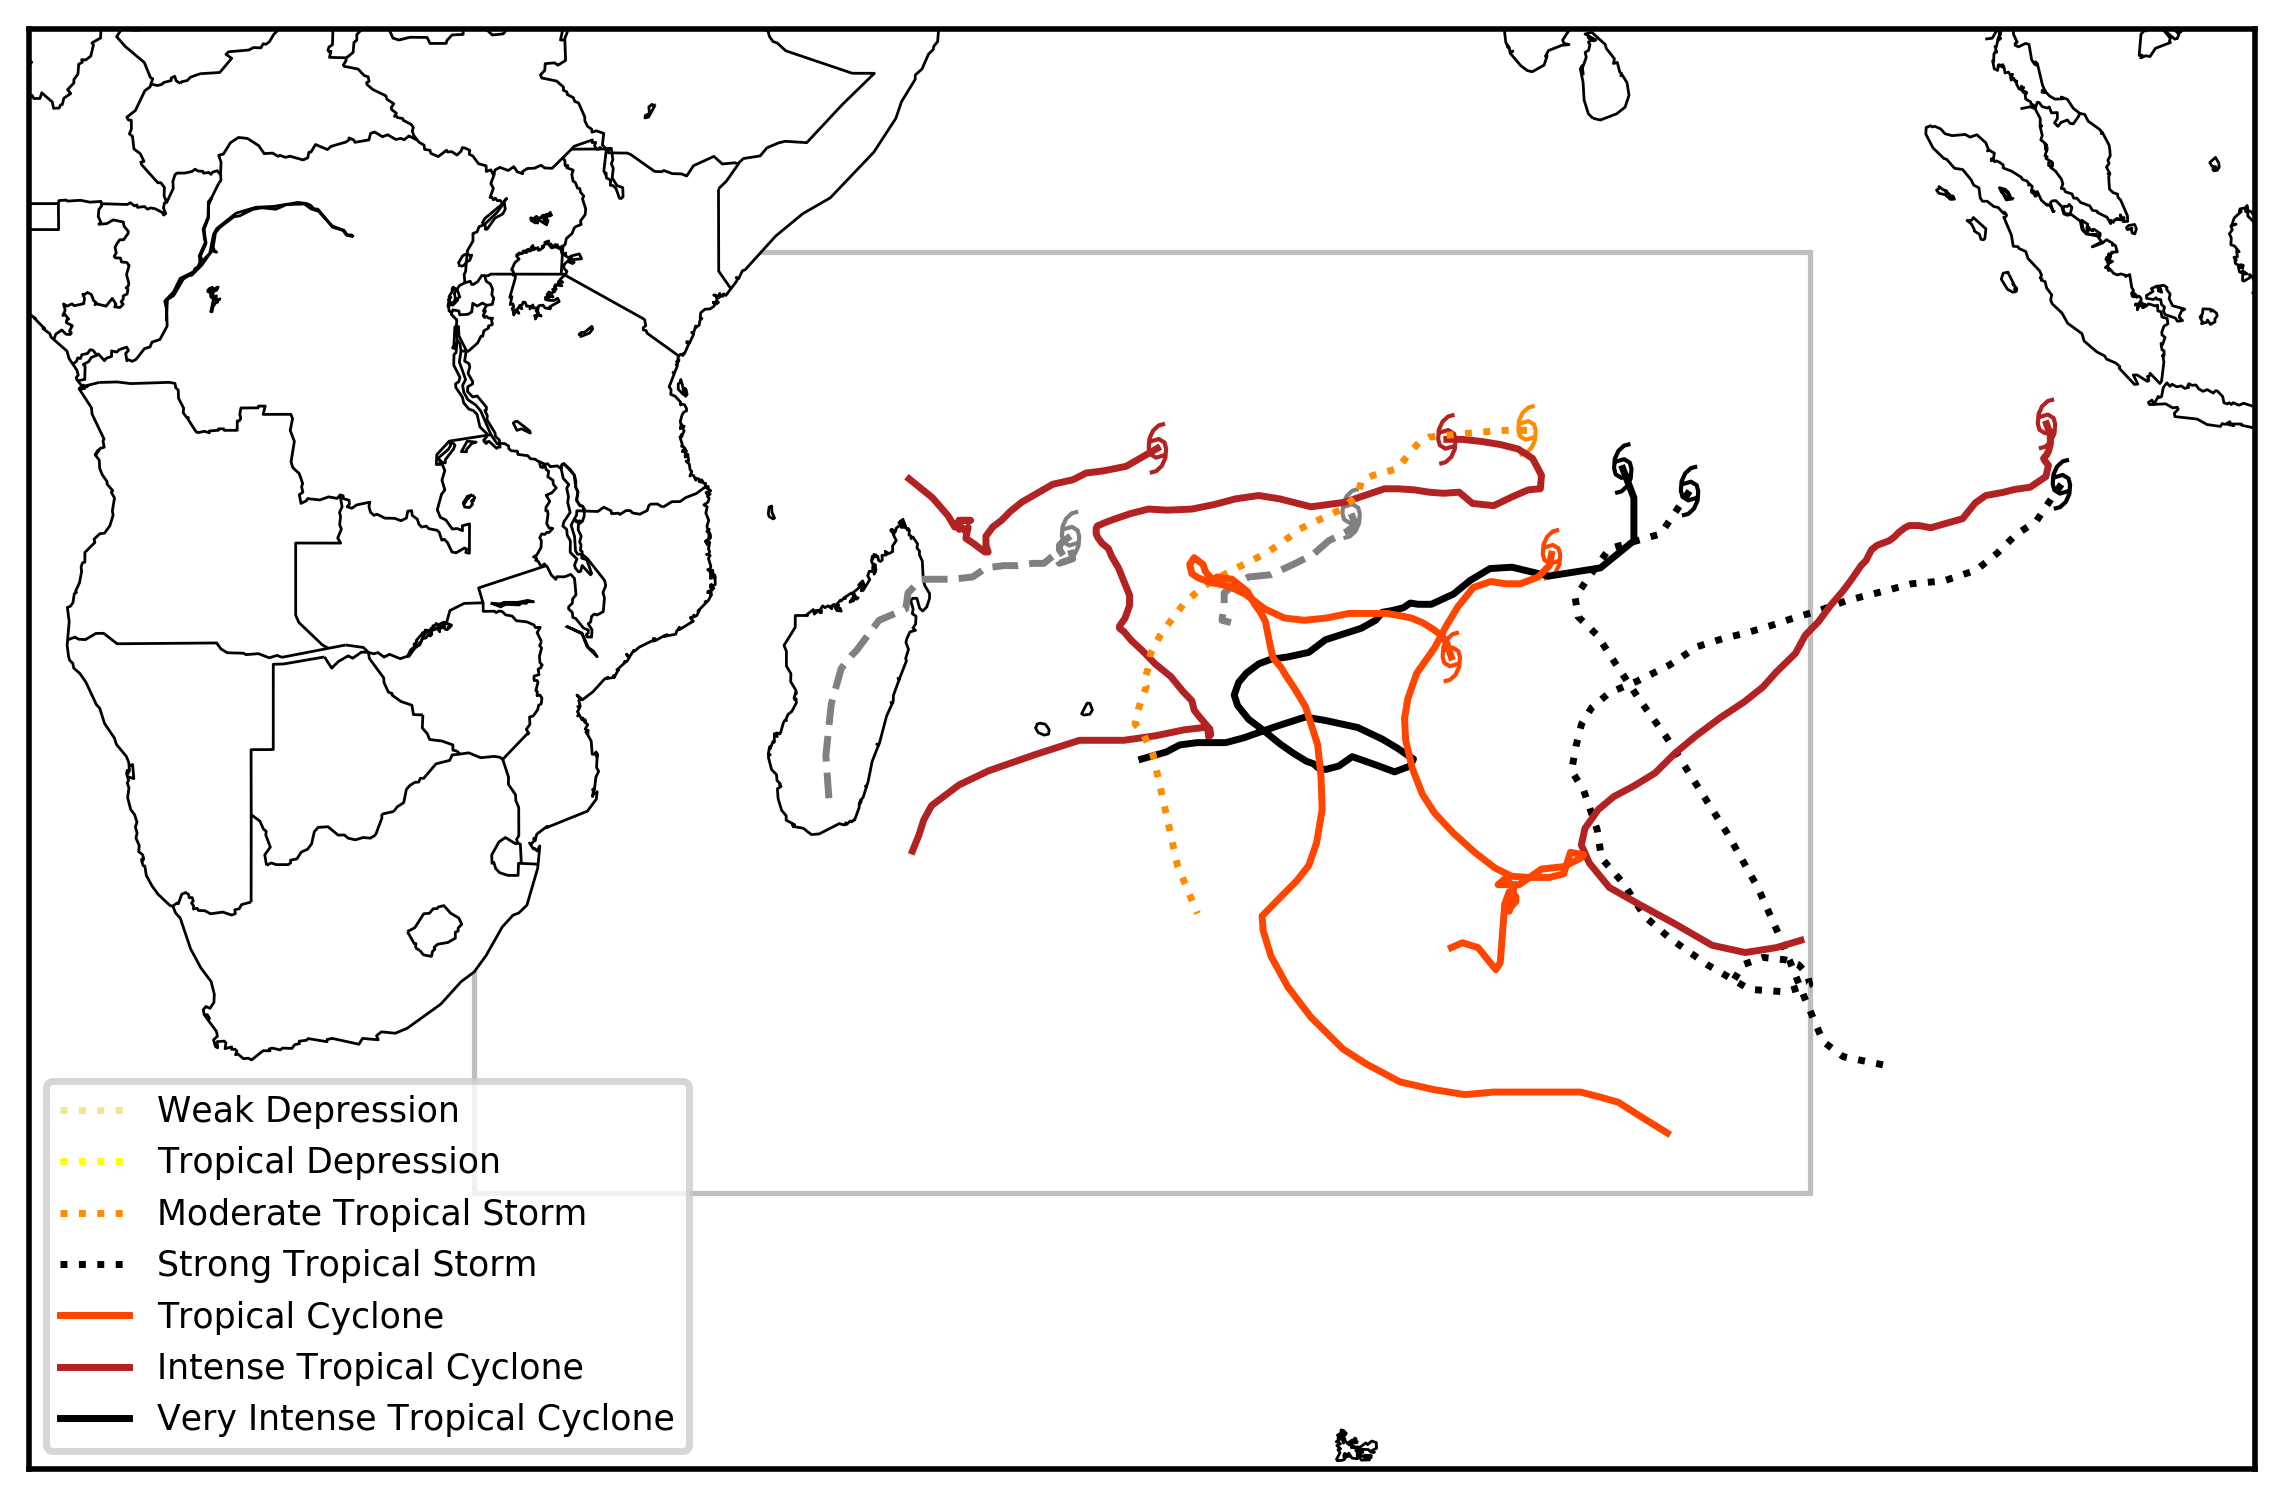 Weak Depression
Tropical Depression
Moderate Tropical Storm
Strong Tropical Storm
Tropical Cyclone
Intense Tropical Cyclone
Very Intense Tropical Cyclone